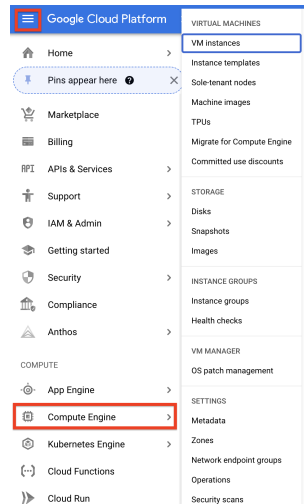 Google Cloud Platform
Home
Pins appear here ?
Marketplace
Billing
API APIs & Services
Support
IAM & Admin
Getting started
Security
Compliance
Anthos
COMPUTE
App Engine
Compute Engine
Kubernetes Engine
Cloud Functions
Cloud Run
VIRTUAL MACHINES
VM instances
Instance templates
Sole-tenant nodes
Machine images
TPUs
Migrate for Compute Engine
Committed use discounts
STORAGE
Disks
Snapshots
Images
INSTANCE GROUPS
Instance groups
Health checks
VM MANAGER
OS patch management
SETTINGS
Metadata
Zones
Network endpoint groups
Operations
Security scans